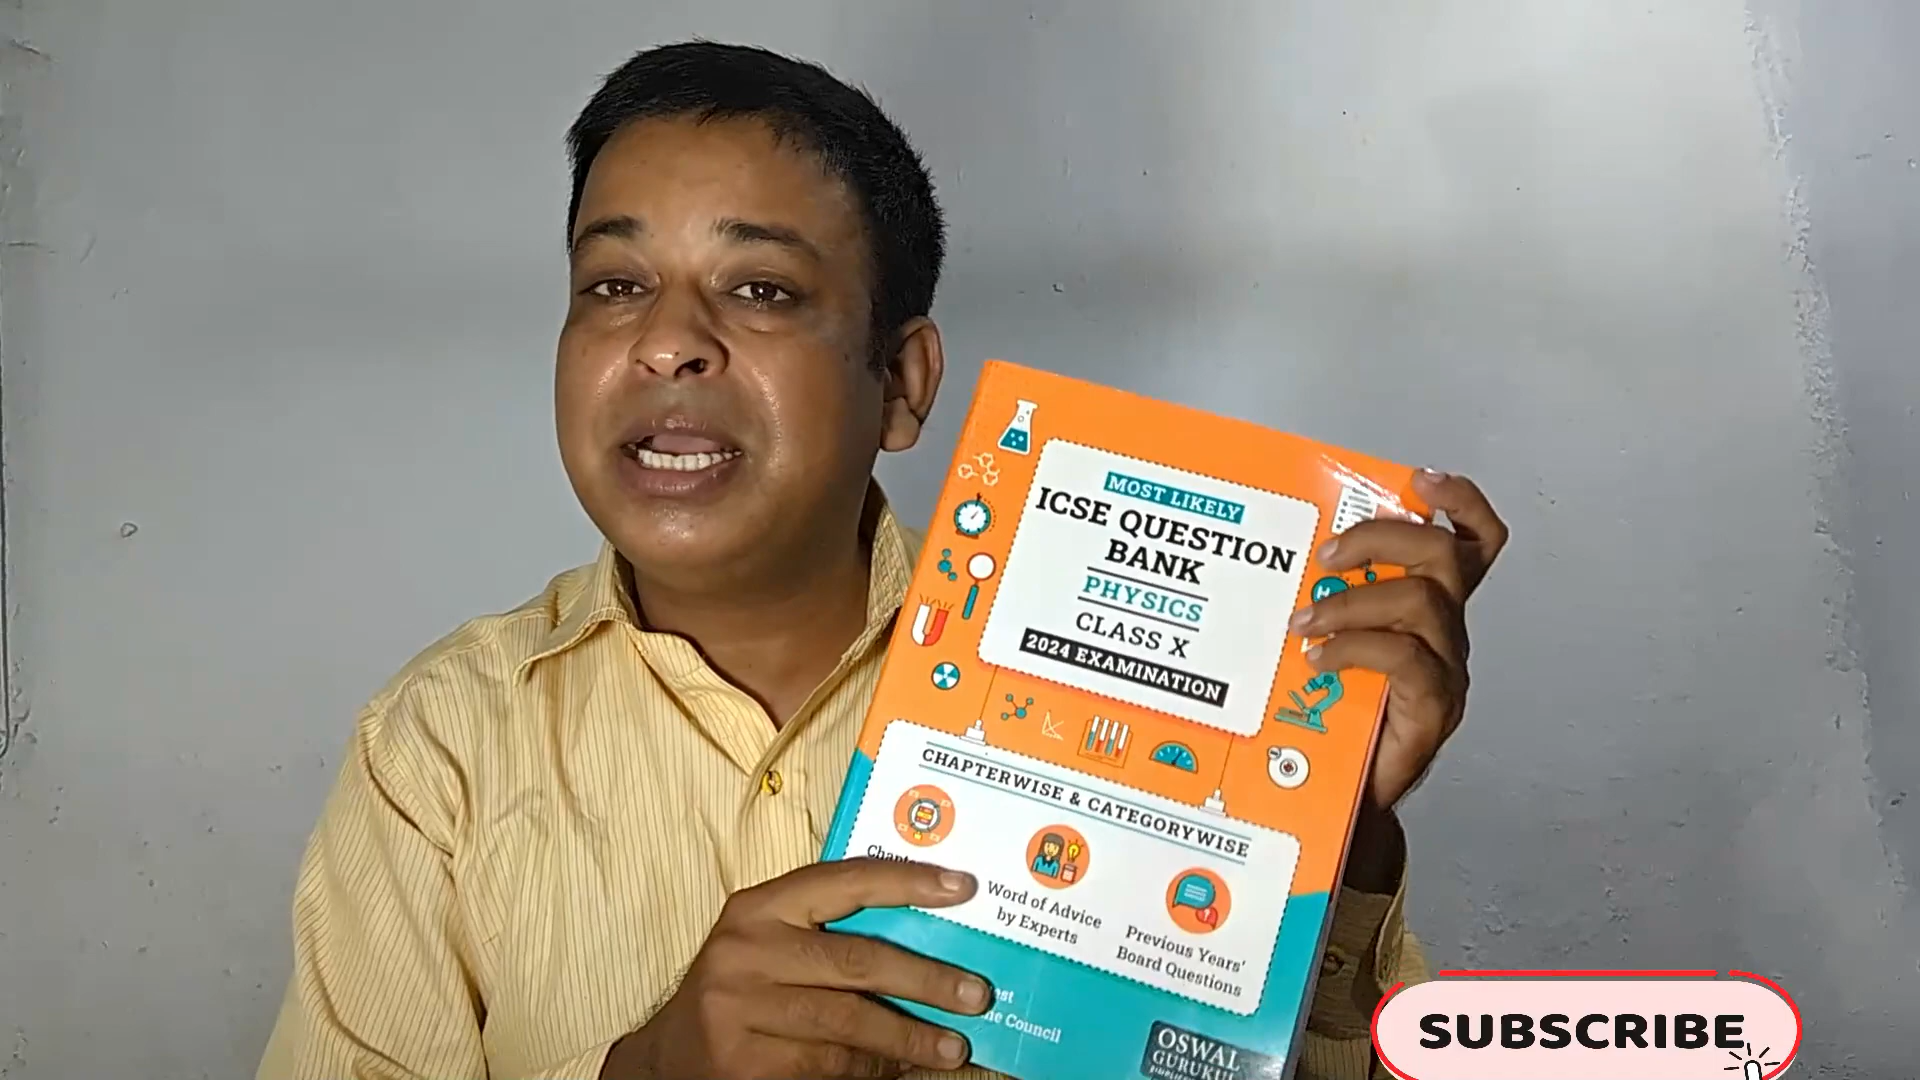 MOST LIKELY
ICSE QUESTION
BANK
PHYSICS
CLASS X
2024 EXAMINATION
CHAPTERWISE & CATEGORYWISE
Word of Advice
by Experts
Previous Years'
Board Questions
Council
OSWAL
GURUKUL
SUBSCRIBE